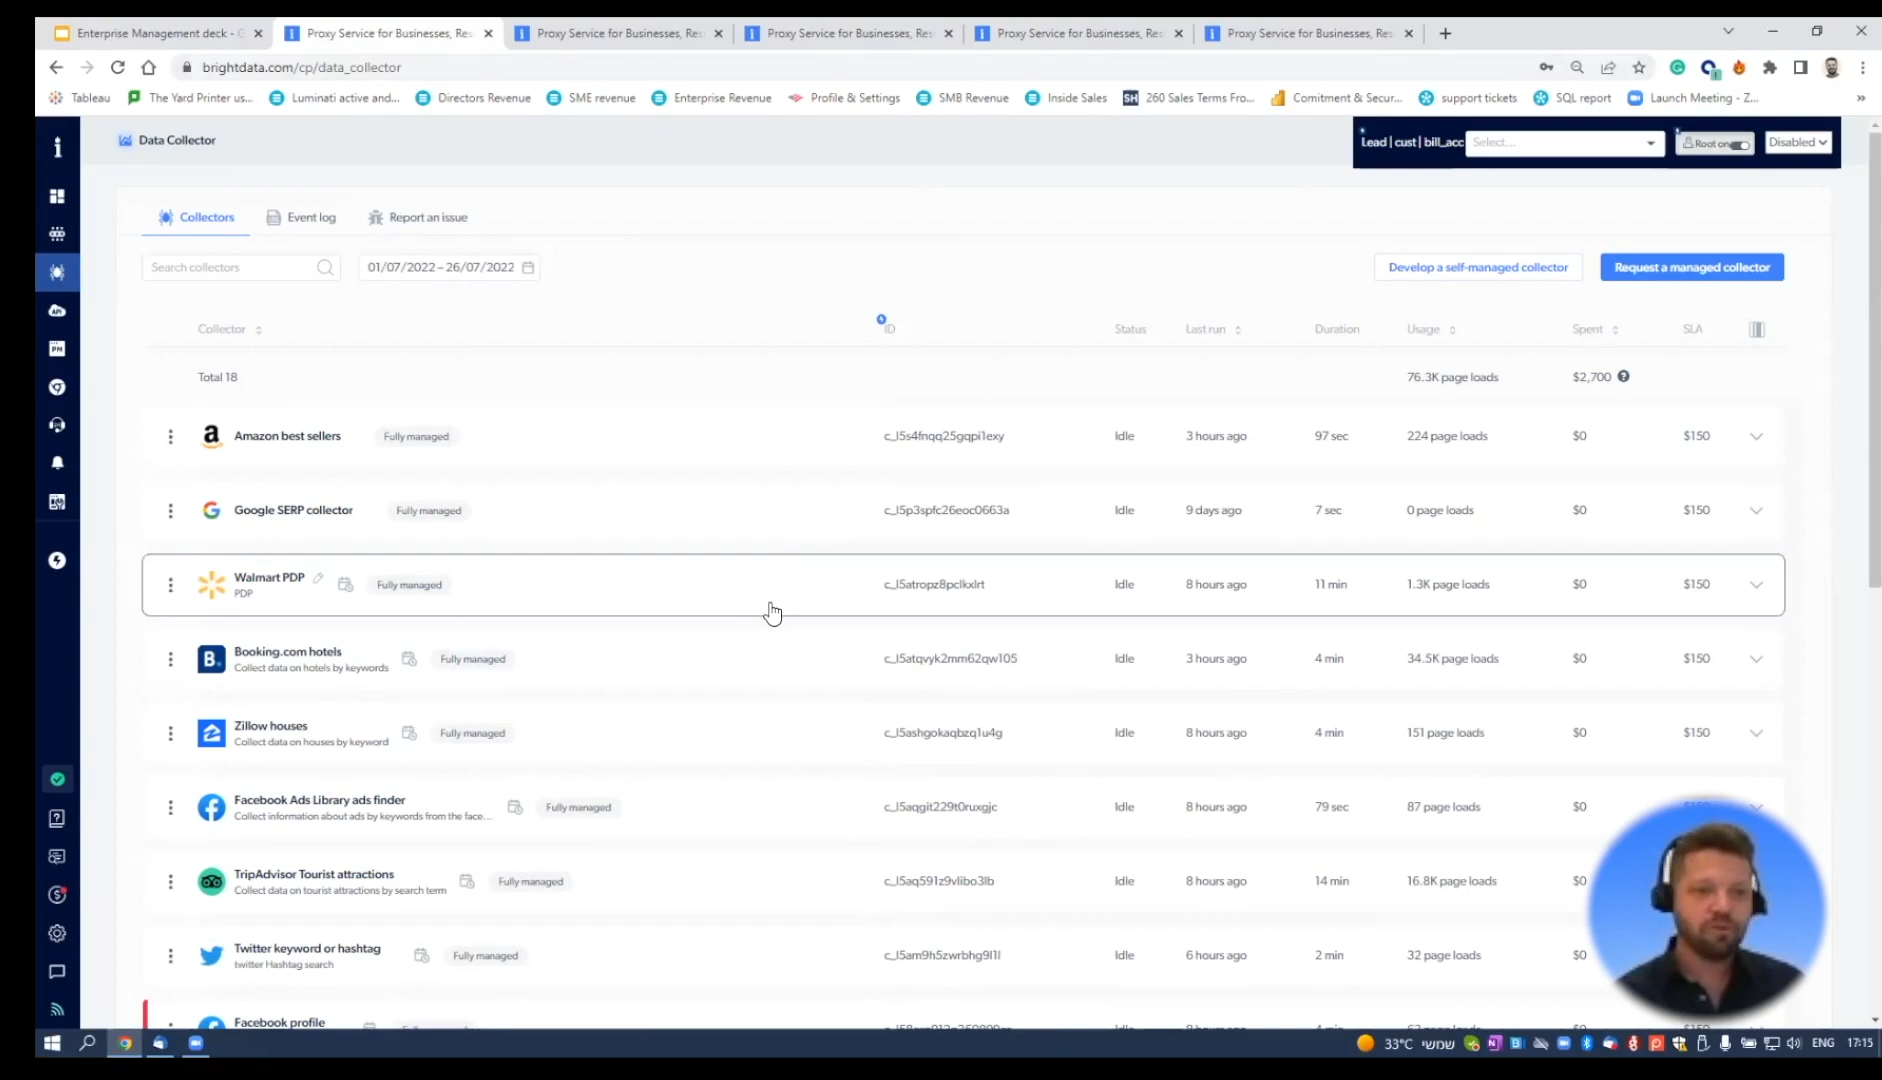 Enterprise Management deck - G
Proxy Service for Businesses, Res
Proxy Service for Businesses, Res
Proxy Service for Businesses, Res
Proxy Service for Businesses, Res
Proxy Service for Businesses, Res
brightdata.com/cp/data_collector
Tableau
The Yard Printer us...
Luminati active and...
Directors Revenue
SME revenue
Enterprise Revenue
Profile & Settings
SMB Revenue
Inside Sales
SH 260 Sales Terms Fro...
Comitment & Secur...
support tickets
SQL report
Launch Meeting - Z...
»
Data Collector
Lead | cust | bill_acc
Select...
Root on
Disabled
Collectors
Event log
Report an issue
Search collectors
01/07/2022 – 26/07/2022
Develop a self-managed collector
Request a managed collector
Collector
ID
Status
Last run
Duration
Usage
Spent
SLA
Total 18
76.3K page loads
$2,700
Amazon best sellers
Fully managed
c_l5s4fnqq25gqpi1exy
Idle
3 hours ago
97 sec
224 page loads
$0
$150
Google SERP collector
Fully managed
c_l5p3spfc26eoc0663a
Idle
9 days ago
7 sec
0 page loads
$0
$150
Walmart PDP
PDP
Fully managed
c_l5atropz8pclkxlrt
Idle
8 hours ago
11 min
1.3K page loads
$0
$150
B.
Booking.com hotels
Collect data on hotels by keywords
Fully managed
c_l5atqvyk2mm62qw105
Idle
3 hours ago
4 min
34.5K page loads
$0
$150
Zillow houses
Collect data on houses by keyword
Fully managed
c_l5ashgokaqbzq1u4g
Idle
8 hours ago
4 min
151 page loads
$0
$150
Facebook Ads Library ads finder
Collect information about ads by keywords from the face...
Fully managed
c_l5aqgit229t0ruxgjc
Idle
8 hours ago
79 sec
87 page loads
$0
TripAdvisor Tourist attractions
Collect data on tourist attractions by search term
Fully managed
c_l5aq591z9vlibo3lb
Idle
8 hours ago
14 min
16.8K page loads
$0
Twitter keyword or hashtag
twitter Hashtag search
Fully managed
c_l5am9h5zwrbhg9l1l
Idle
6 hours ago
2 min
32 page loads
$0
Facebook profile
33°C שמשי
ENG
17:15